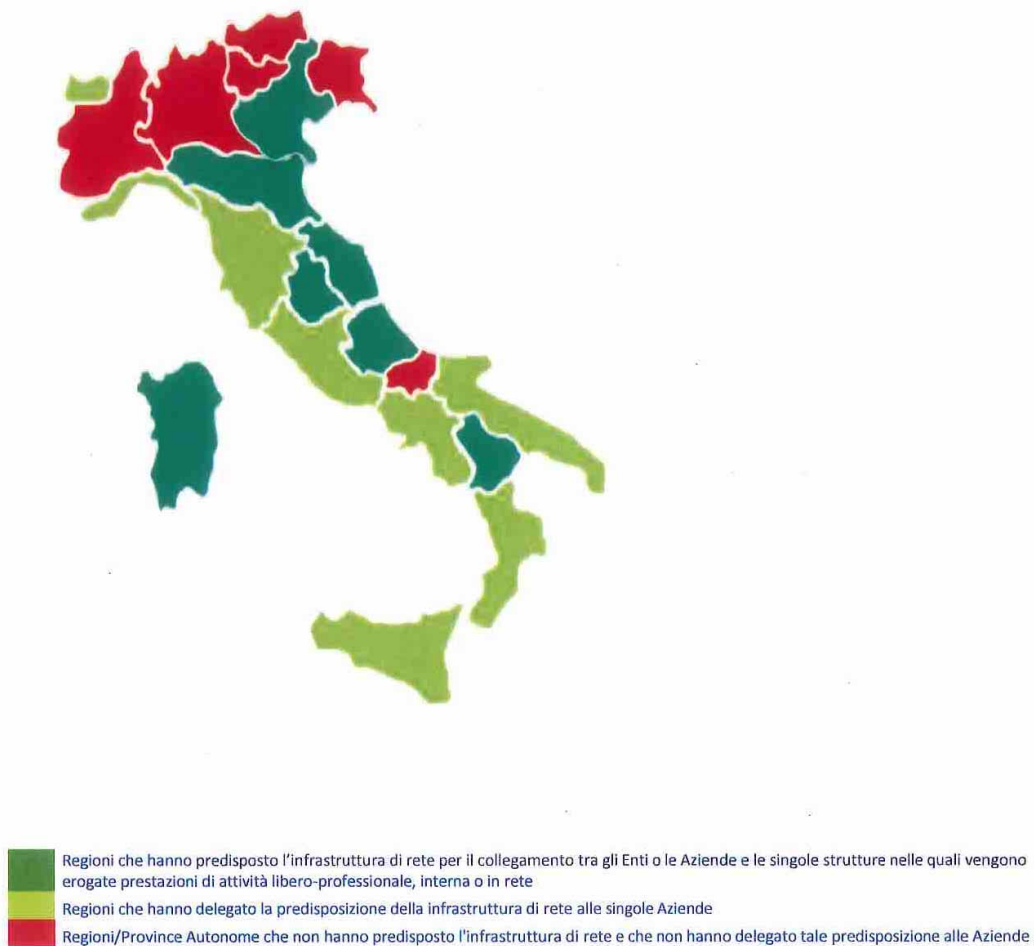 Regioni che hanno predisposto l'infrastruttura di rete per il collegamento tra gli Enti o le Aziende e le singole strutture nelle quali vengono
erogate prestazioni di attività libero-professionale, interna o in rete
Regioni che hanno delegato la predisposizione della infrastruttura di rete alle singole Aziende
Regioni/Province Autonome che non hanno predisposto l'infrastruttura di rete e che non hanno delegato tale predisposizione alle Aziende